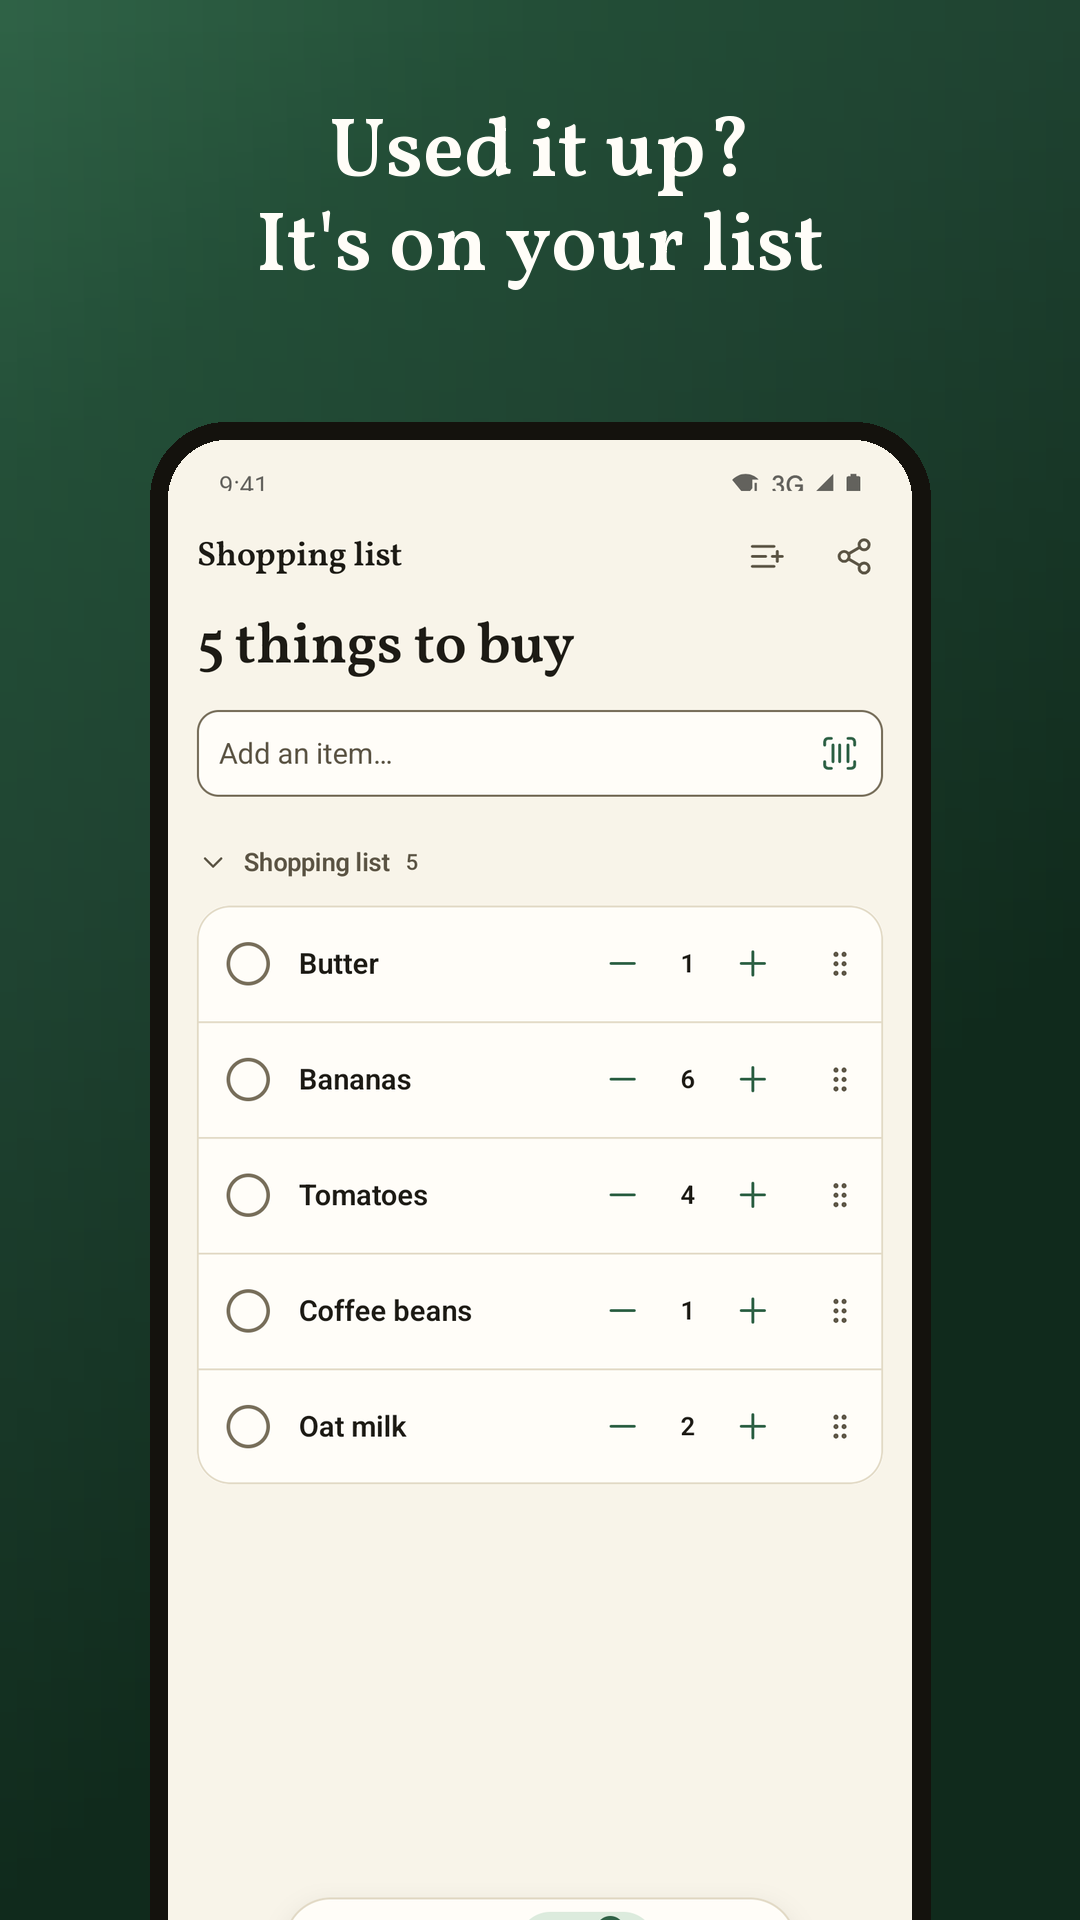 Used it up?
It's on your list
9:41
3G
Shopping list
5 things to buy
Add an item…
Shopping list 5
Butter 1
Bananas 6
Tomatoes 4
Coffee beans 1
Oat milk 2